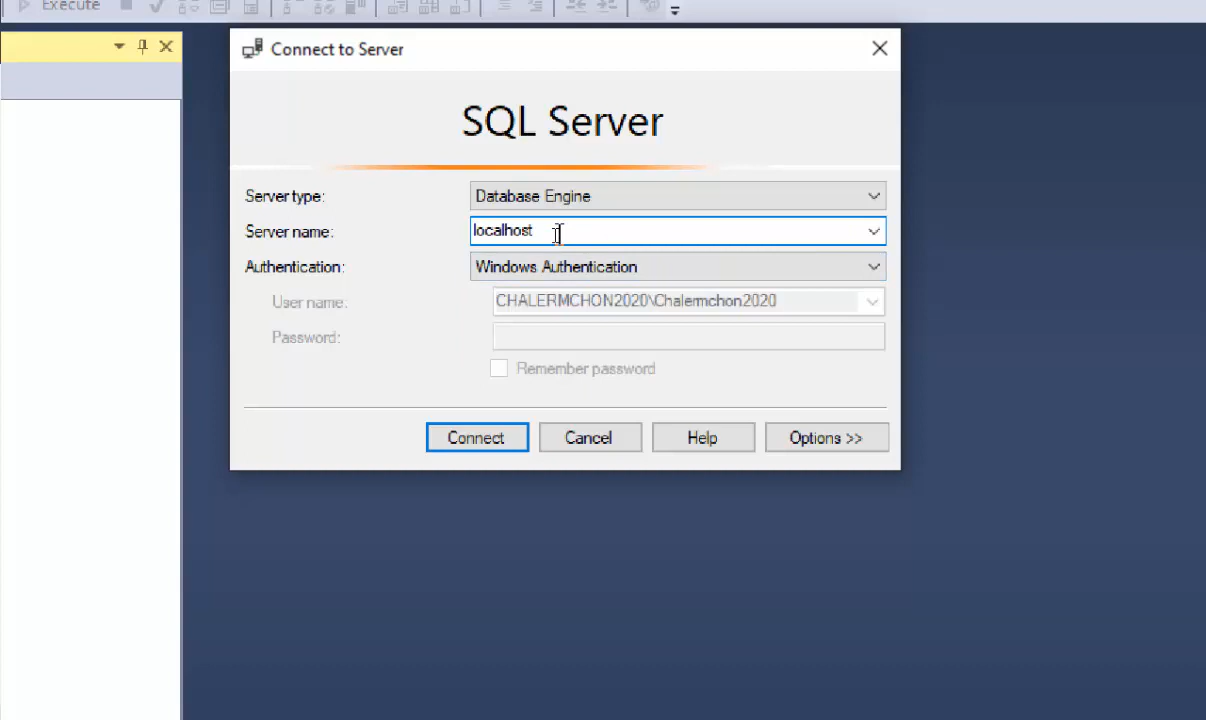 Execute
Connect to Server
SQL Server
Server type: Database Engine
Server name: localhost
Authentication: Windows Authentication
User name: CHALERMCHON2020\Chalermchon2020
Password:
Remember password
Connect Cancel Help Options >>